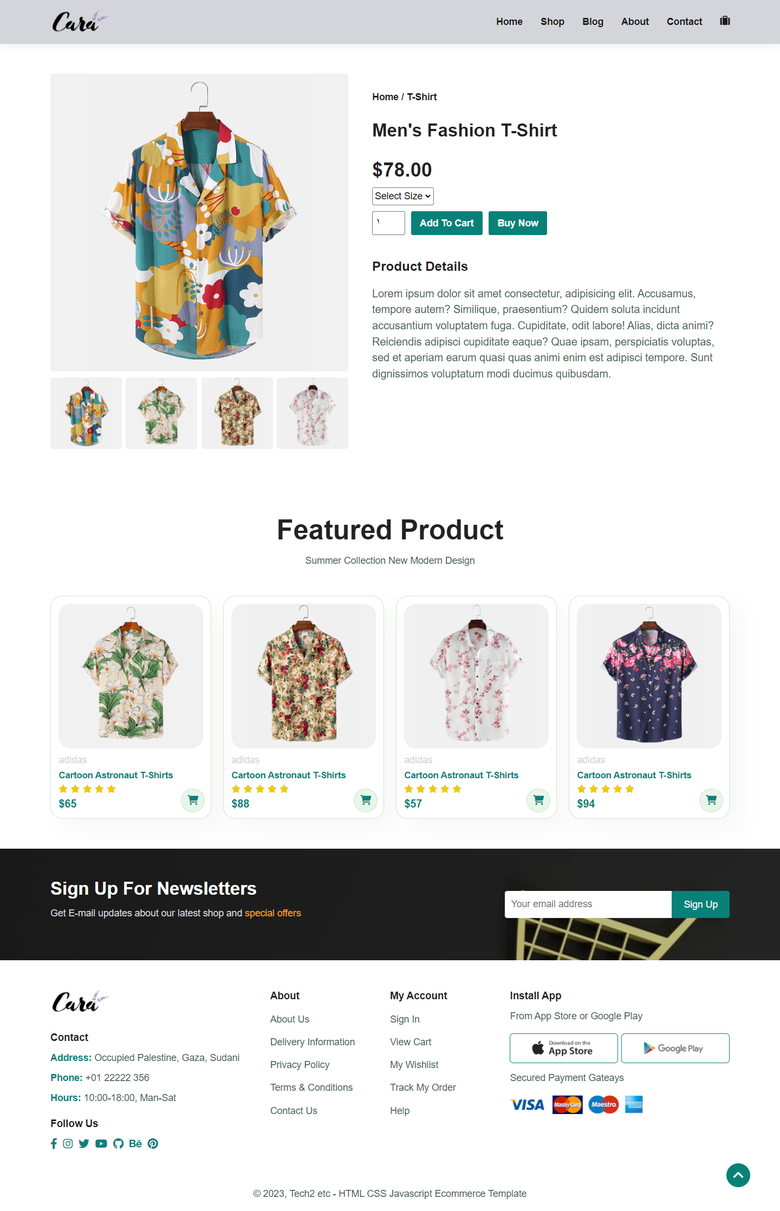 Cara
Home Shop Blog About Contact
Home / T-Shirt
Men's Fashion T-Shirt
$78.00
Select Size
Add To Cart Buy Now
Product Details
Lorem ipsum dolor sit amet consectetur, adipisicing elit. Accusamus,
tempore autem? Similique, praesentium? Quidem soluta incidunt
accusantium voluptatem fuga. Cupiditate, odit labore! Alias, dicta animi?
Reiciendis adipisci cupiditate eaque? Quae ipsam, perspiciatis voluptas,
sed et aperiam earum quasi quas animi enim est adipisci tempore. Sunt
dignissimos voluptatum modi ducimus quibusdam.
Featured Product
Summer Collection New Modern Design
adidas
Cartoon Astronaut T-Shirts
$65
adidas
Cartoon Astronaut T-Shirts
$88
adidas
Cartoon Astronaut T-Shirts
$57
adidas
Cartoon Astronaut T-Shirts
$94
Sign Up For Newsletters
Get E-mail updates about our latest shop and special offers
Your email address Sign Up
Cara
Contact
Address: Occupied Palestine, Gaza, Sudani
Phone: +01 22222 356
Hours: 10:00-18:00, Man-Sat
Follow Us
Bē
About
About Us
Delivery Information
Privacy Policy
Terms & Conditions
Contact Us
My Account
Sign In
View Cart
My Wishlist
Track My Order
Help
Install App
From App Store or Google Play
Download on the
App Store
Google Play
Secured Payment Gateays
VISA MasterCard Maestro
© 2023, Tech2 etc - HTML CSS Javascript Ecommerce Template